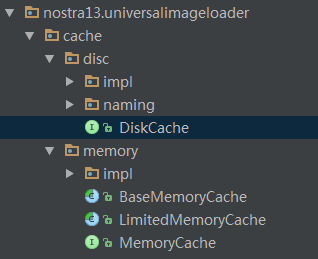 nostra13.universalimageloader
cache
disc
impl
naming
DiskCache
memory
impl
BaseMemoryCache
LimitedMemoryCache
MemoryCache